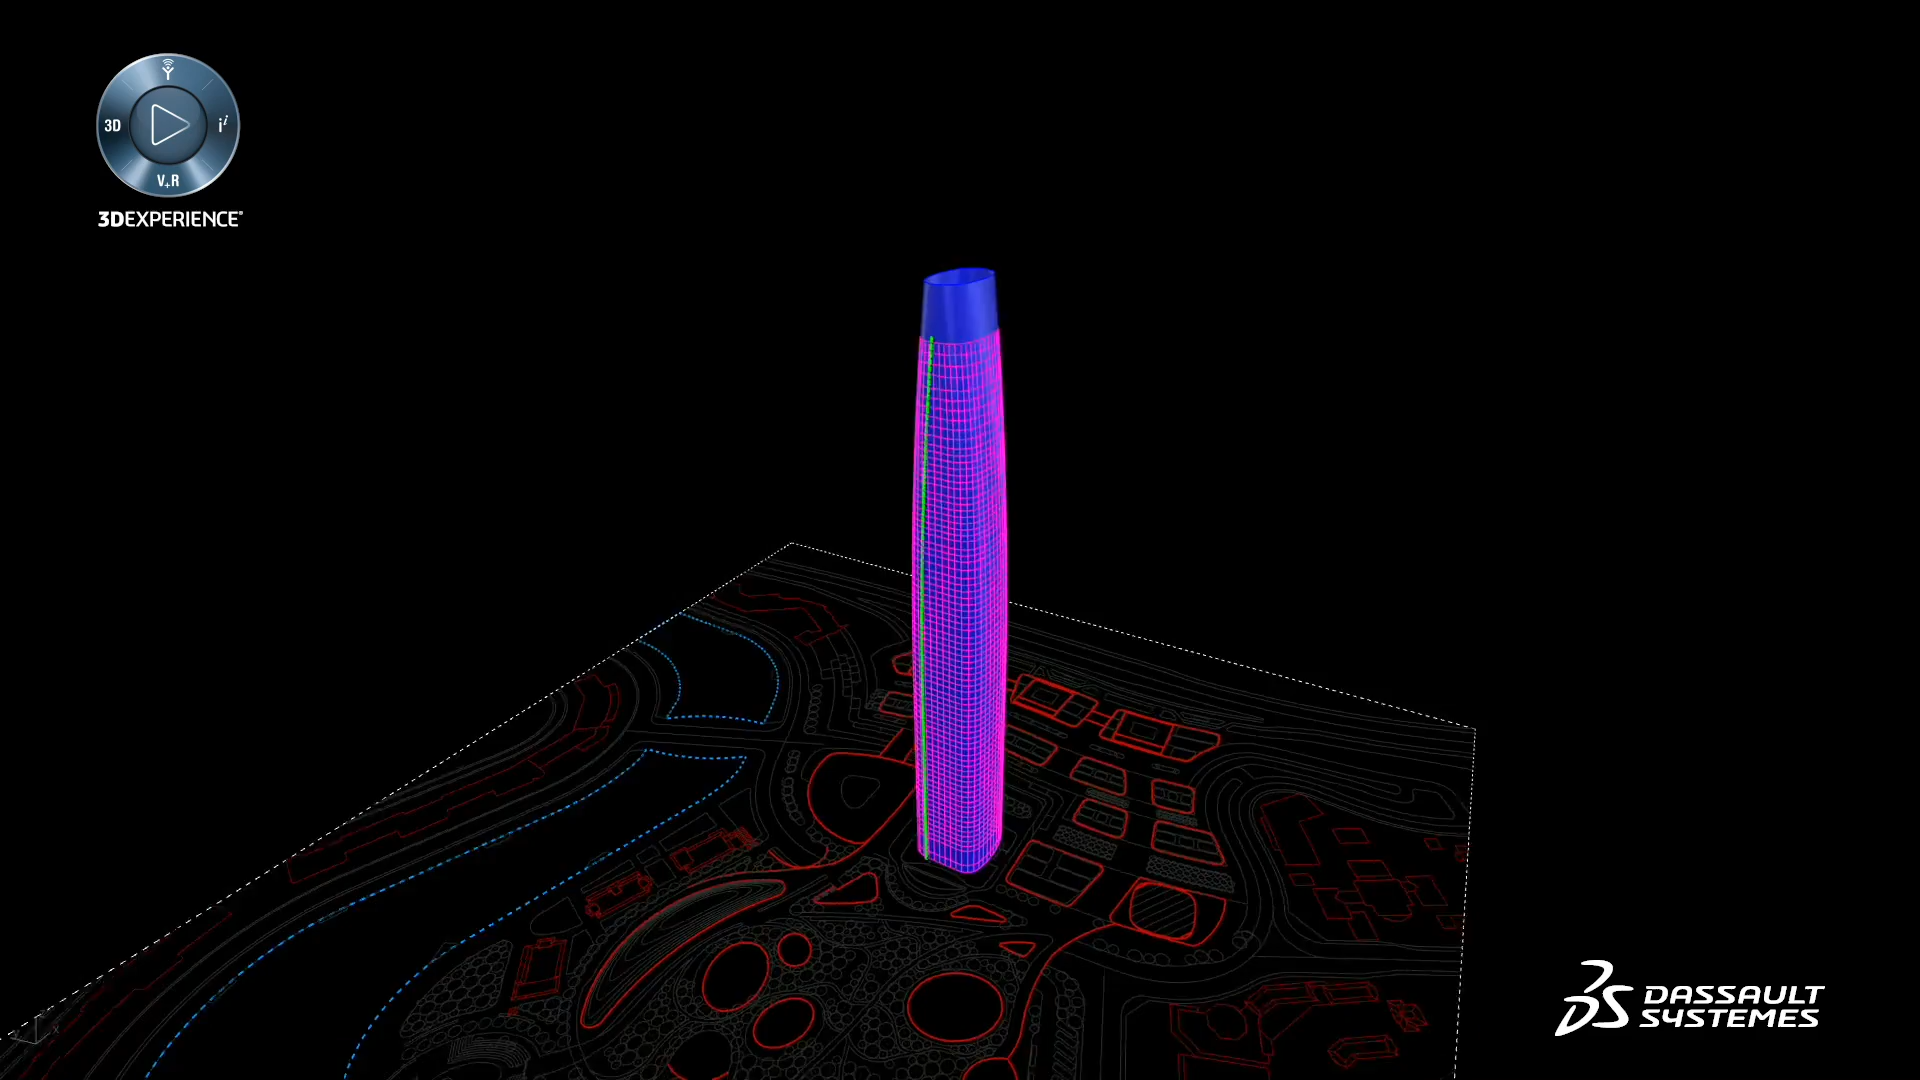 3D
i i
V+R
3DEXPERIENCE®
DASSAULT
SYSTEMES
X